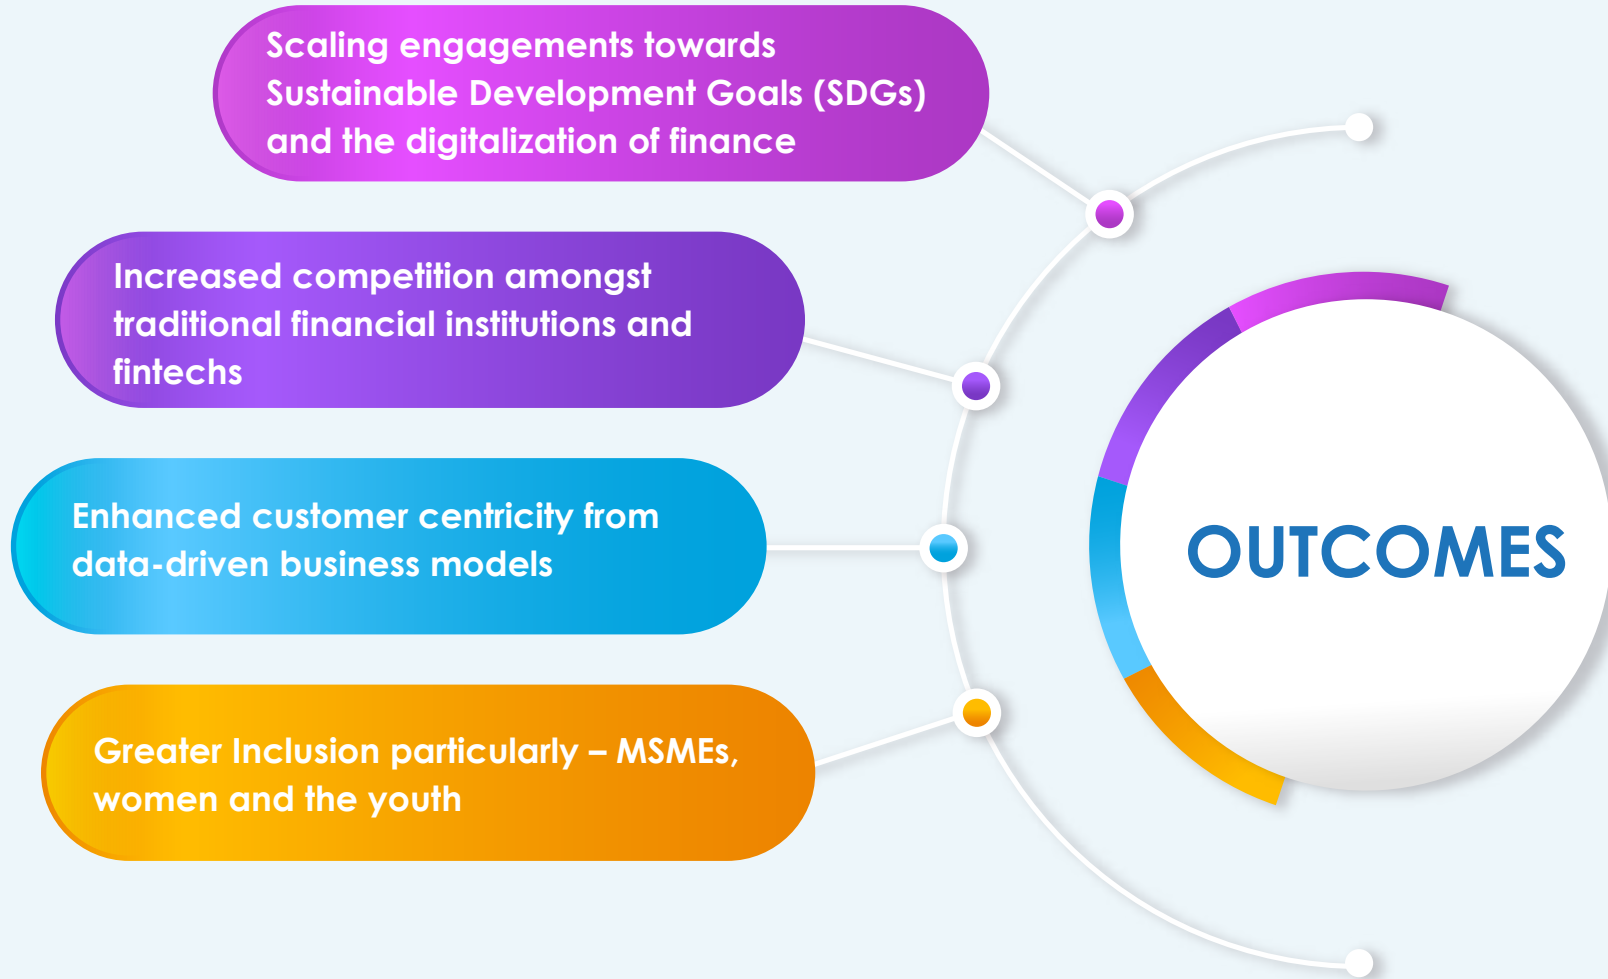 Scaling engagements towards
Sustainable Development Goals (SDGs)
and the digitalization of finance
Increased competition amongst
traditional financial institutions and
fintechs
Enhanced customer centricity from
data-driven business models
Greater Inclusion particularly – MSMEs,
women and the youth
OUTCOMES